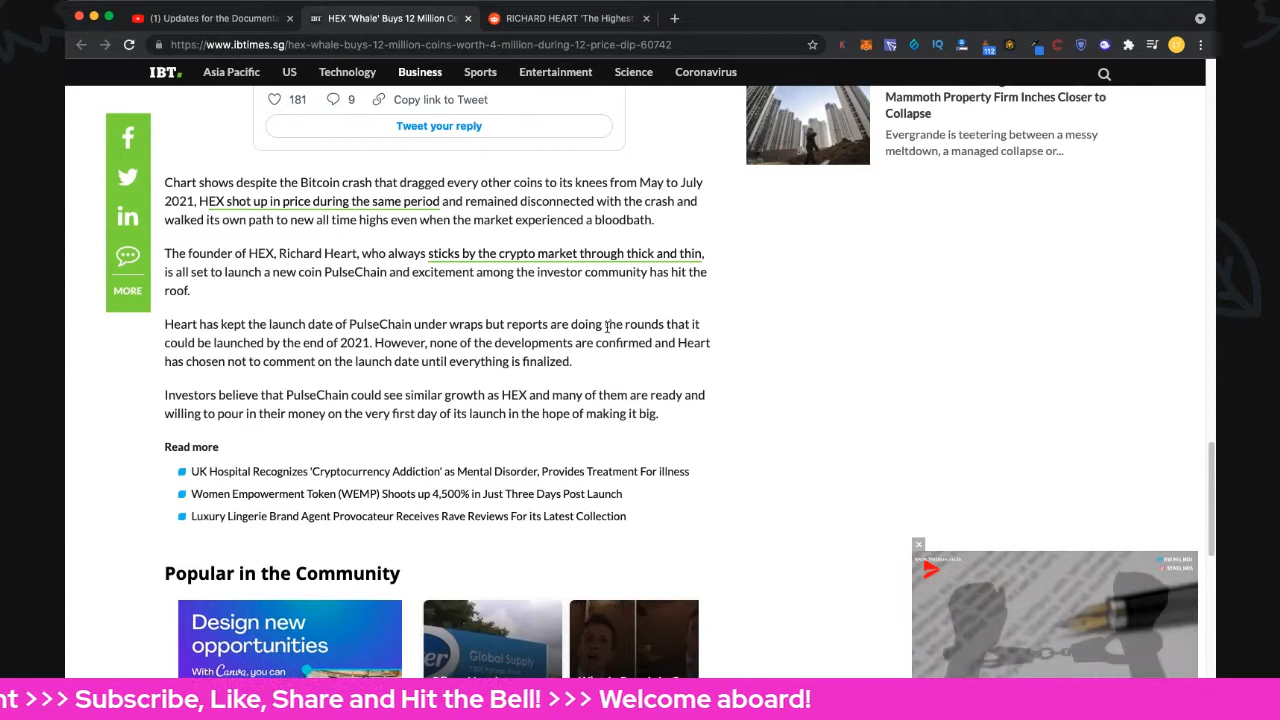 (1) Updates for the Documenta
IBT HEX 'Whale' Buys 12 Million Co
RICHARD HEART 'The Highest
https://www.ibtimes.sg/hex-whale-buys-12-million-coins-worth-4-million-during-12-price-dip-60742
K IQ 112 17
IBT. Asia Pacific US Technology Business Sports Entertainment Science Coronavirus
181 9 Copy link to Tweet
Tweet your reply
Mammoth Property Firm Inches Closer to
Collapse
Evergrande is teetering between a messy
meltdown, a managed collapse or...
MORE
Chart shows despite the Bitcoin crash that dragged every other coins to its knees from May to July
2021, HEX shot up in price during the same period and remained disconnected with the crash and
walked its own path to new all time highs even when the market experienced a bloodbath.
The founder of HEX, Richard Heart, who always sticks by the crypto market through thick and thin,
is all set to launch a new coin PulseChain and excitement among the investor community has hit the
roof.
Heart has kept the launch date of PulseChain under wraps but reports are doing the rounds that it
could be launched by the end of 2021. However, none of the developments are confirmed and Heart
has chosen not to comment on the launch date until everything is finalized.
Investors believe that PulseChain could see similar growth as HEX and many of them are ready and
willing to pour in their money on the very first day of its launch in the hope of making it big.
Read more
UK Hospital Recognizes 'Cryptocurrency Addiction' as Mental Disorder, Provides Treatment For illness
Women Empowerment Token (WEMP) Shoots up 4,500% in Just Three Days Post Launch
Luxury Lingerie Brand Agent Provocateur Receives Rave Reviews For its Latest Collection
Popular in the Community
Design new
opportunities
With Canva, you can
er Global Supply
nt >>> Subscribe, Like, Share and Hit the Bell! >>> Welcome aboard!